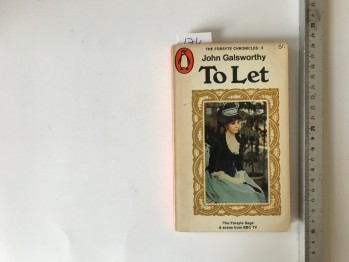 THE FORSYTE CHRONICLES : 3
John Galsworthy
To Let
The Forsyte Saga:
A scene from BBC TV